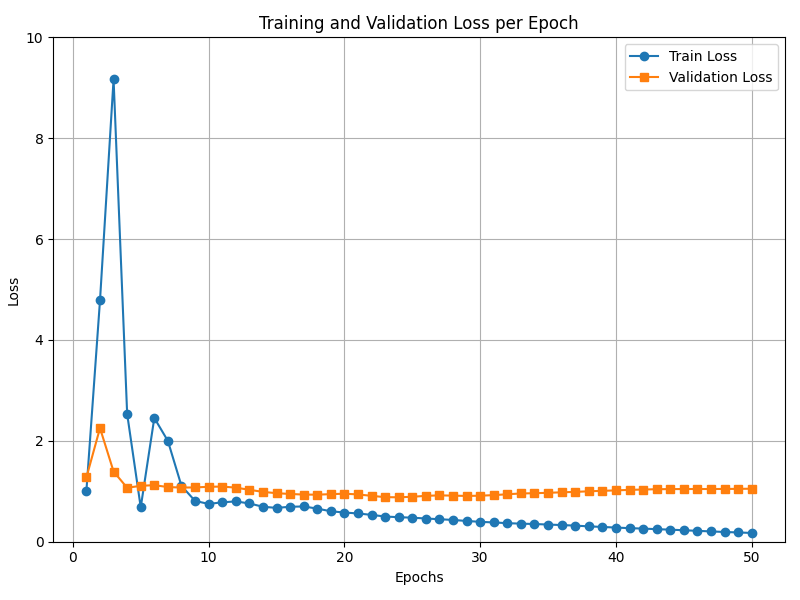 Training and Validation Loss per Epoch
Train Loss
Validation Loss
Loss
10
8
6
4
2
0
0 10 20 30 40 50
Epochs